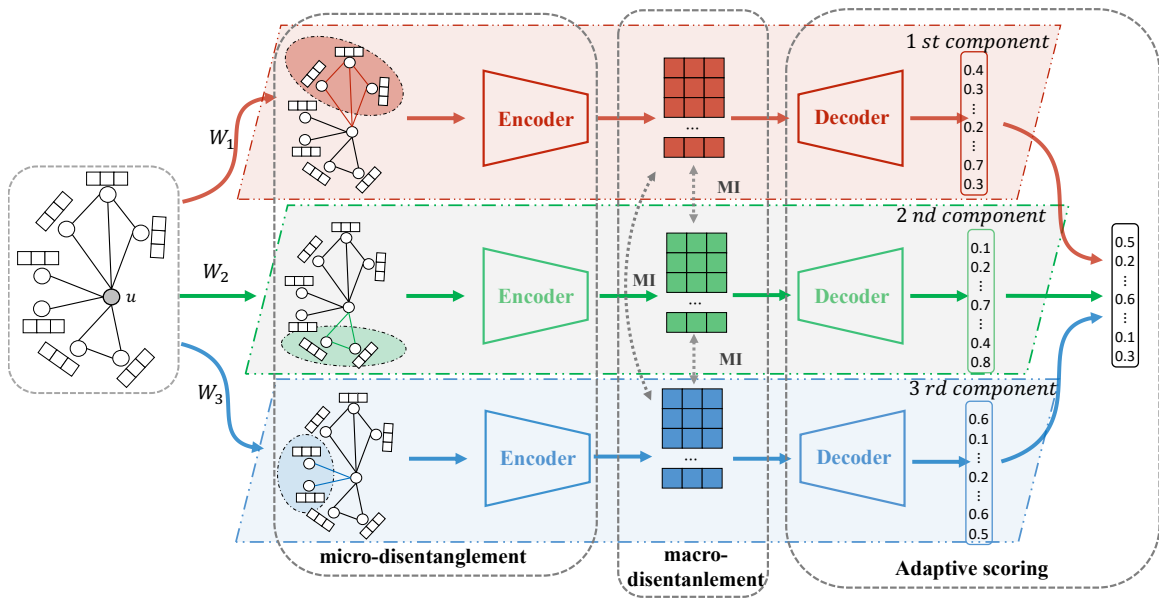 1 st component
0.4
0.3
⋮
0.2
⋮
0.7
0.3
W₁
Encoder
...
Decoder
MI
2 nd component
0.1
0.2
⋮
0.7
⋮
0.4
0.8
u
W₂
Encoder
MI
...
Decoder
0.5
0.2
⋮
0.6
⋮
0.1
0.3
MI
W₃
3 rd component
0.6
0.1
⋮
0.2
⋮
0.6
0.5
Encoder
...
Decoder
micro-disentanglement
macro-
disentanlement
Adaptive scoring